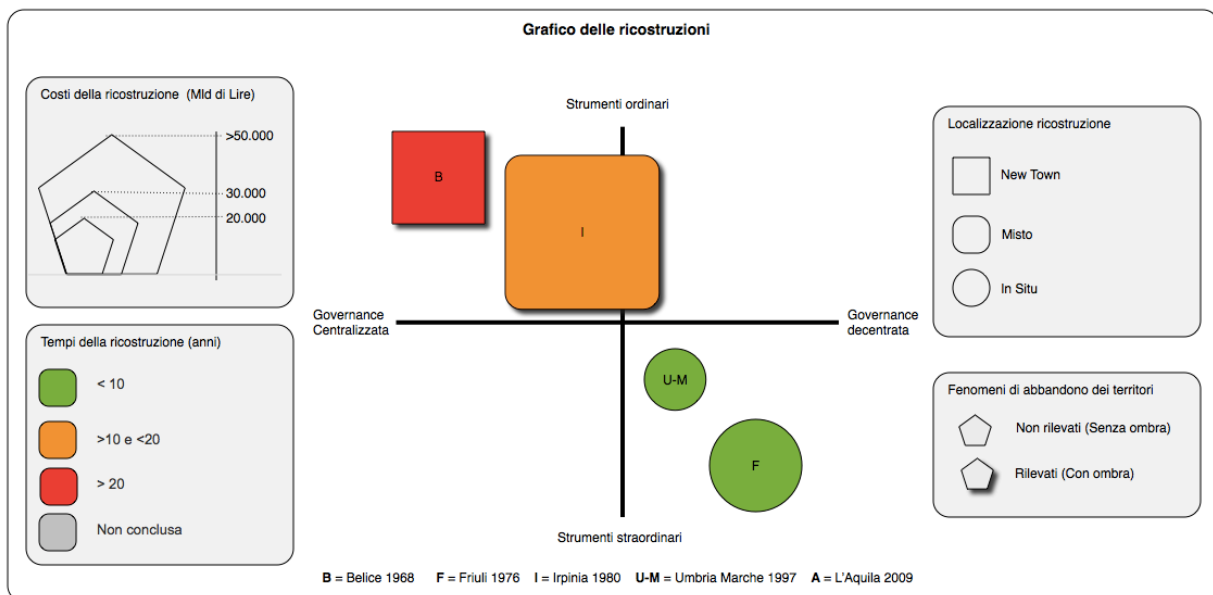 Grafico delle ricostruzioni
Costi della ricostruzione (Mld di Lire)
>50.000
30.000
20.000
Tempi della ricostruzione (anni)
< 10
>10 e <20
> 20
Non conclusa
Strumenti ordinari
B
I
Governance
Centralizzata
Governance
decentrata
U-M
F
Strumenti straordinari
Localizzazione ricostruzione
New Town
Misto
In Situ
Fenomeni di abbandono dei territori
Non rilevati (Senza ombra)
Rilevati (Con ombra)
B = Belice 1968 F = Friuli 1976 I = Irpinia 1980 U-M = Umbria Marche 1997 A = L'Aquila 2009